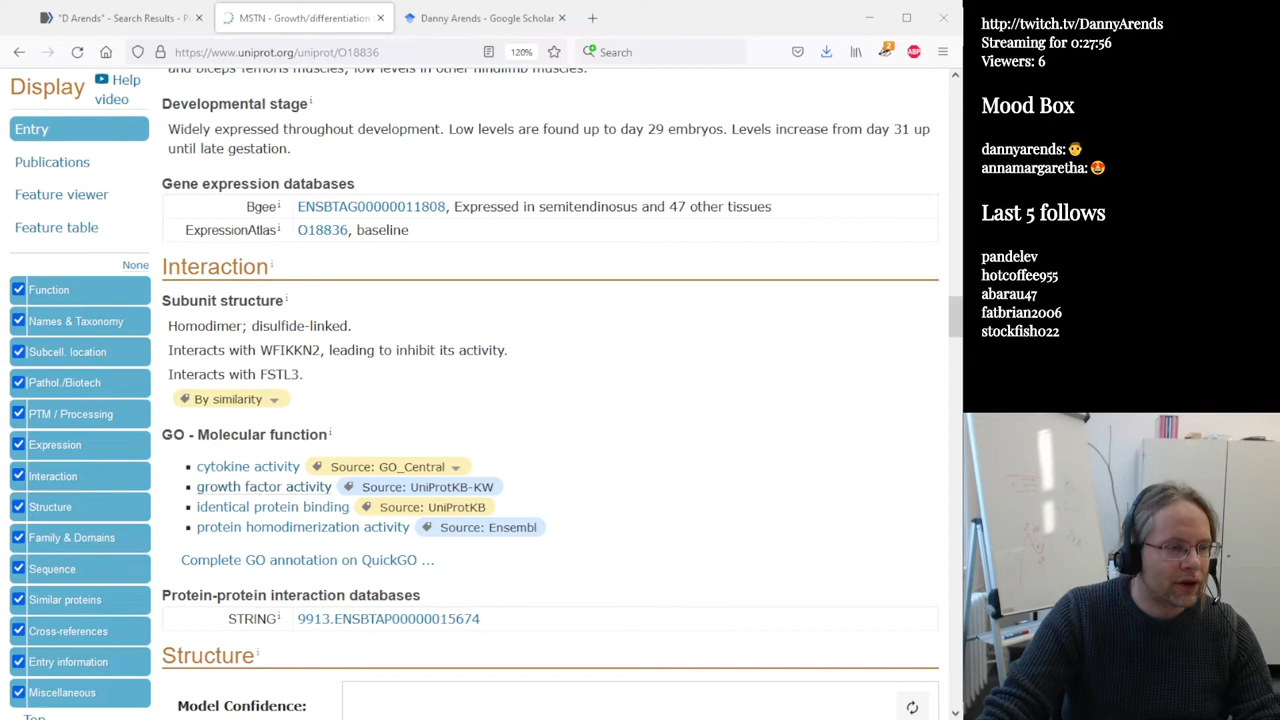 "D Arends" - Search Results - P
MSTN - Growth/differentiation
Danny Arends - Google Scholar
https://www.uniprot.org/uniprot/O18836
120%
Search
2
ABP
Display
Help video
Entry
Publications
Feature viewer
Feature table
None
Function
Names & Taxonomy
Subcell. location
Pathol./Biotech
PTM / Processing
Expression
Interaction
Structure
Family & Domains
Sequence
Similar proteins
Cross-references
Entry information
Miscellaneous
Top
and biceps femoris muscles, low levels in other hindlimb muscles.
Developmental stage i
Widely expressed throughout development. Low levels are found up to day 29 embryos. Levels increase from day 31 up
until late gestation.
Gene expression databases
Bgee i ENSBTAG00000011808, Expressed in semitendinosus and 47 other tissues
ExpressionAtlas i O18836, baseline
Interaction i
Subunit structure i
Homodimer; disulfide-linked.
Interacts with WFIKKN2, leading to inhibit its activity.
Interacts with FSTL3.
By similarity
GO - Molecular function i
cytokine activity Source: GO_Central
growth factor activity Source: UniProtKB-KW
identical protein binding Source: UniProtKB
protein homodimerization activity Source: Ensembl
Complete GO annotation on QuickGO ...
Protein-protein interaction databases
STRING i 9913.ENSBTAP00000015674
Structure i
Model Confidence:
http://twitch.tv/DannyArends
Streaming for 0:27:56
Viewers: 6
Mood Box
dannyarends:
annamargaretha:
Last 5 follows
pandelev
hotcoffee955
abarau47
fatbrian2006
stockfish022